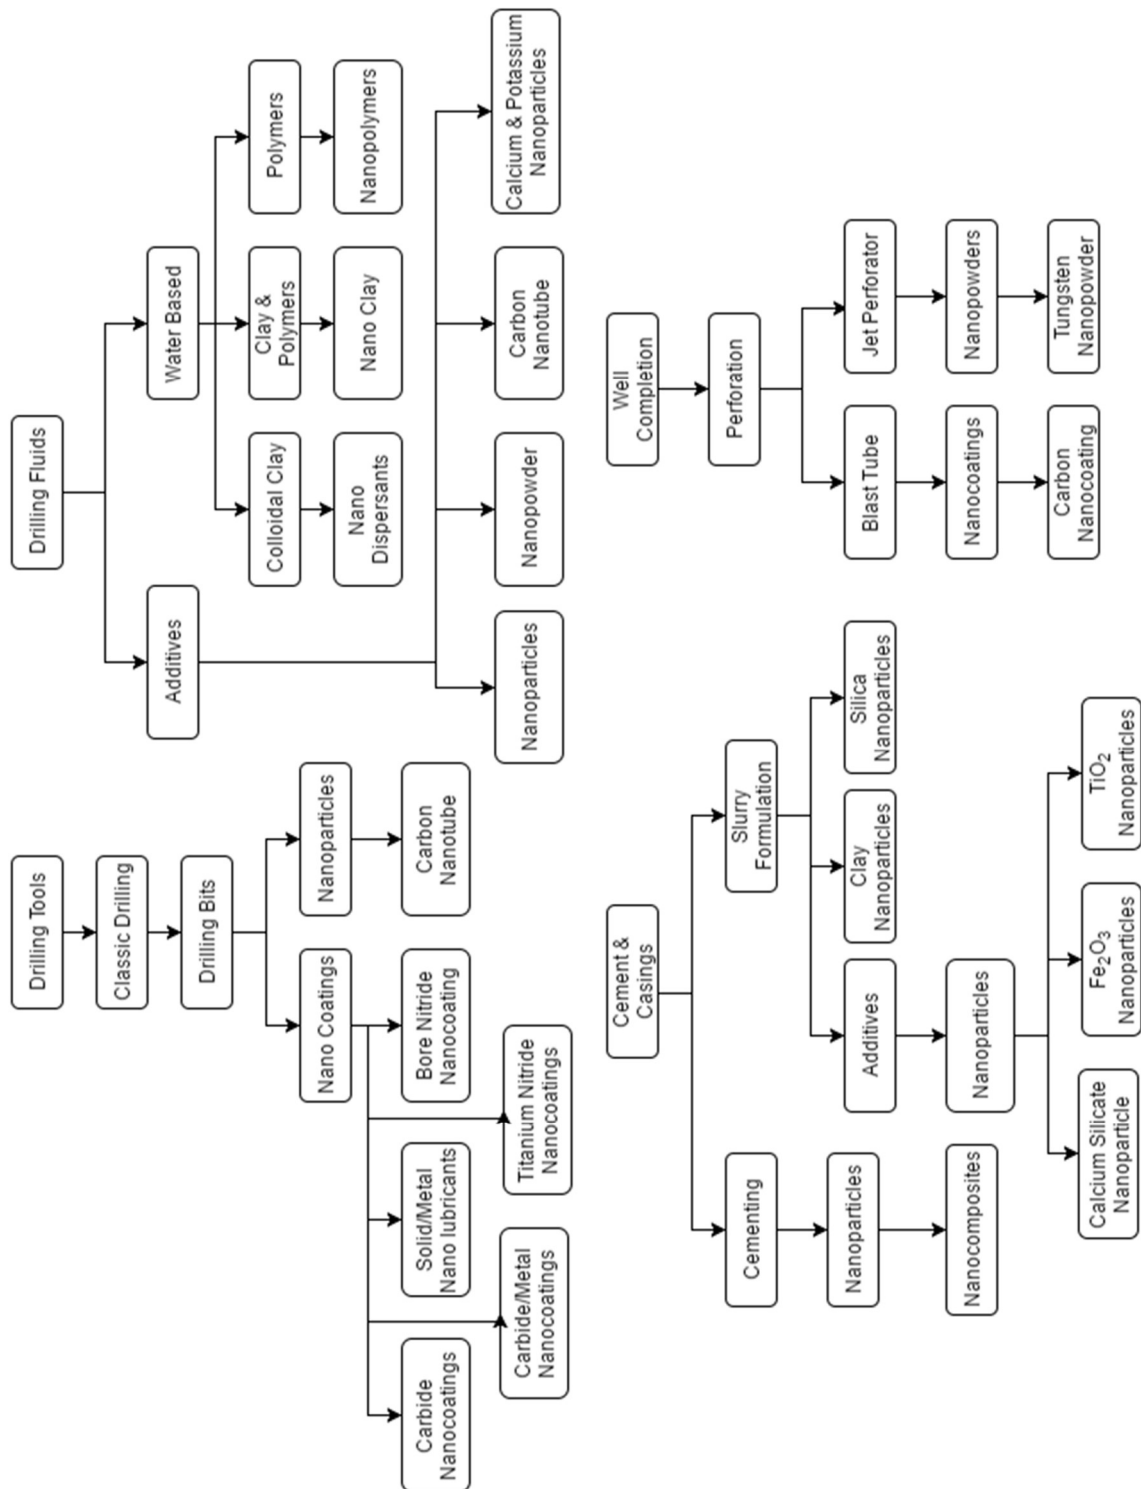 Drilling Tools
Classic Drilling
Drilling Bits
Nano Coatings
Nanoparticles
Carbide
Nanocoatings
Solid/Metal
Nano lubricants
Bore Nitride
Nanocoating
Carbon
Nanotube
Carbide/Metal
Nanocoatings
Titanium Nitride
Nanocoatings
Drilling Fluids
Additives
Water Based
Colloidal Clay
Clay &
Polymers
Polymers
Nano
Dispersants
Nano Clay
Nanopolymers
Nanoparticles
Nanopowder
Carbon
Nanotube
Calcium & Potassium
Nanoparticles
Cement &
Casings
Cementing
Slurry
Formulation
Nanoparticles
Additives
Clay
Nanoparticles
Silica
Nanoparticles
Nanocomposites
Nanoparticles
Calcium Silicate
Nanoparticle
Fe₂O₃
Nanoparticles
TiO₂
Nanoparticles
Well
Completion
Perforation
Blast Tube
Jet Perforator
Nanocoatings
Nanopowders
Carbon
Nanocoating
Tungsten
Nanopowder